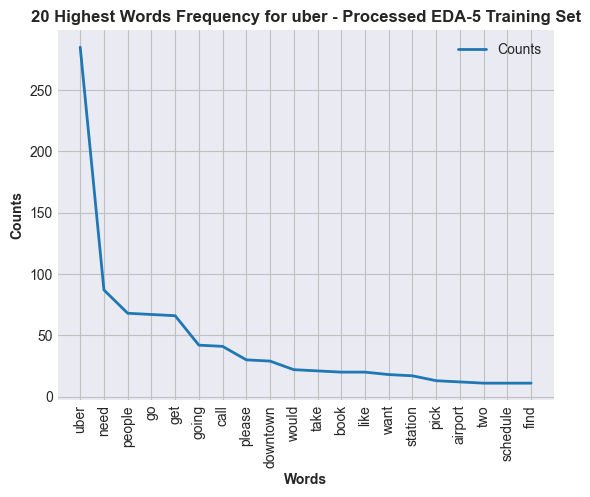 20 Highest Words Frequency for uber - Processed EDA-5 Training Set
Counts
250
200
150
100
50
0
Counts
uber
need
people
go
get
going
call
please
downtown
would
take
book
like
want
station
pick
airport
two
schedule
find
Words